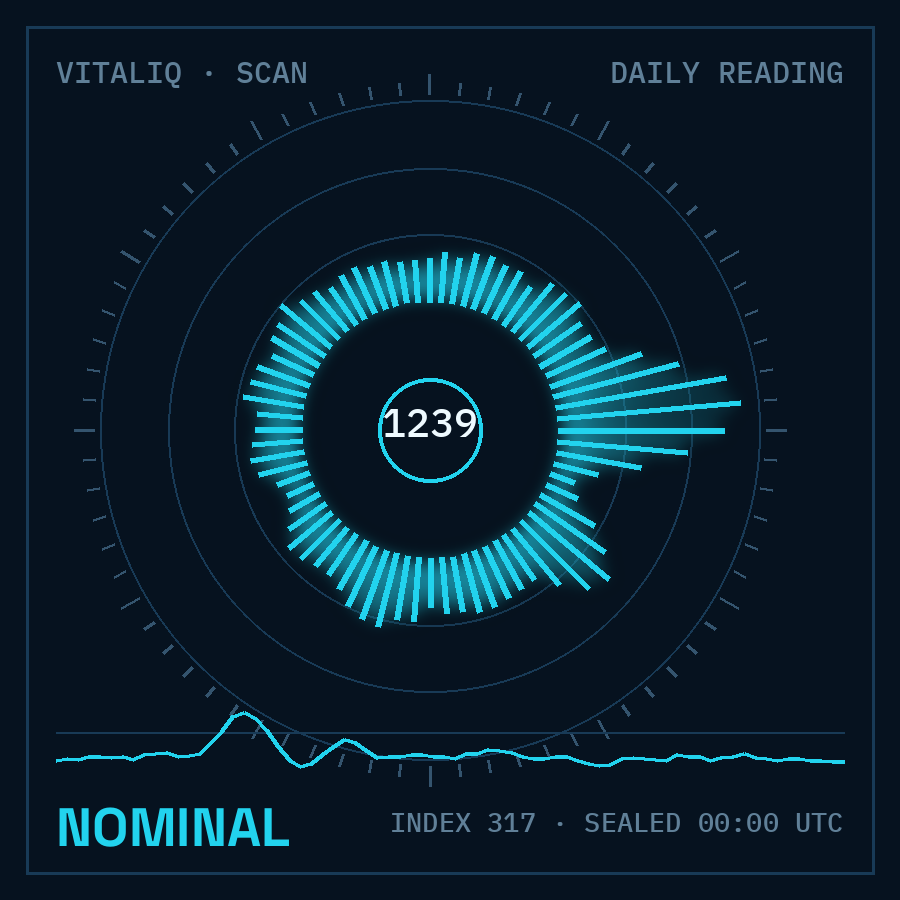 VITALIQ · SCAN
DAILY READING
1239
NOMINAL
INDEX 317 · SEALED 00:00 UTC